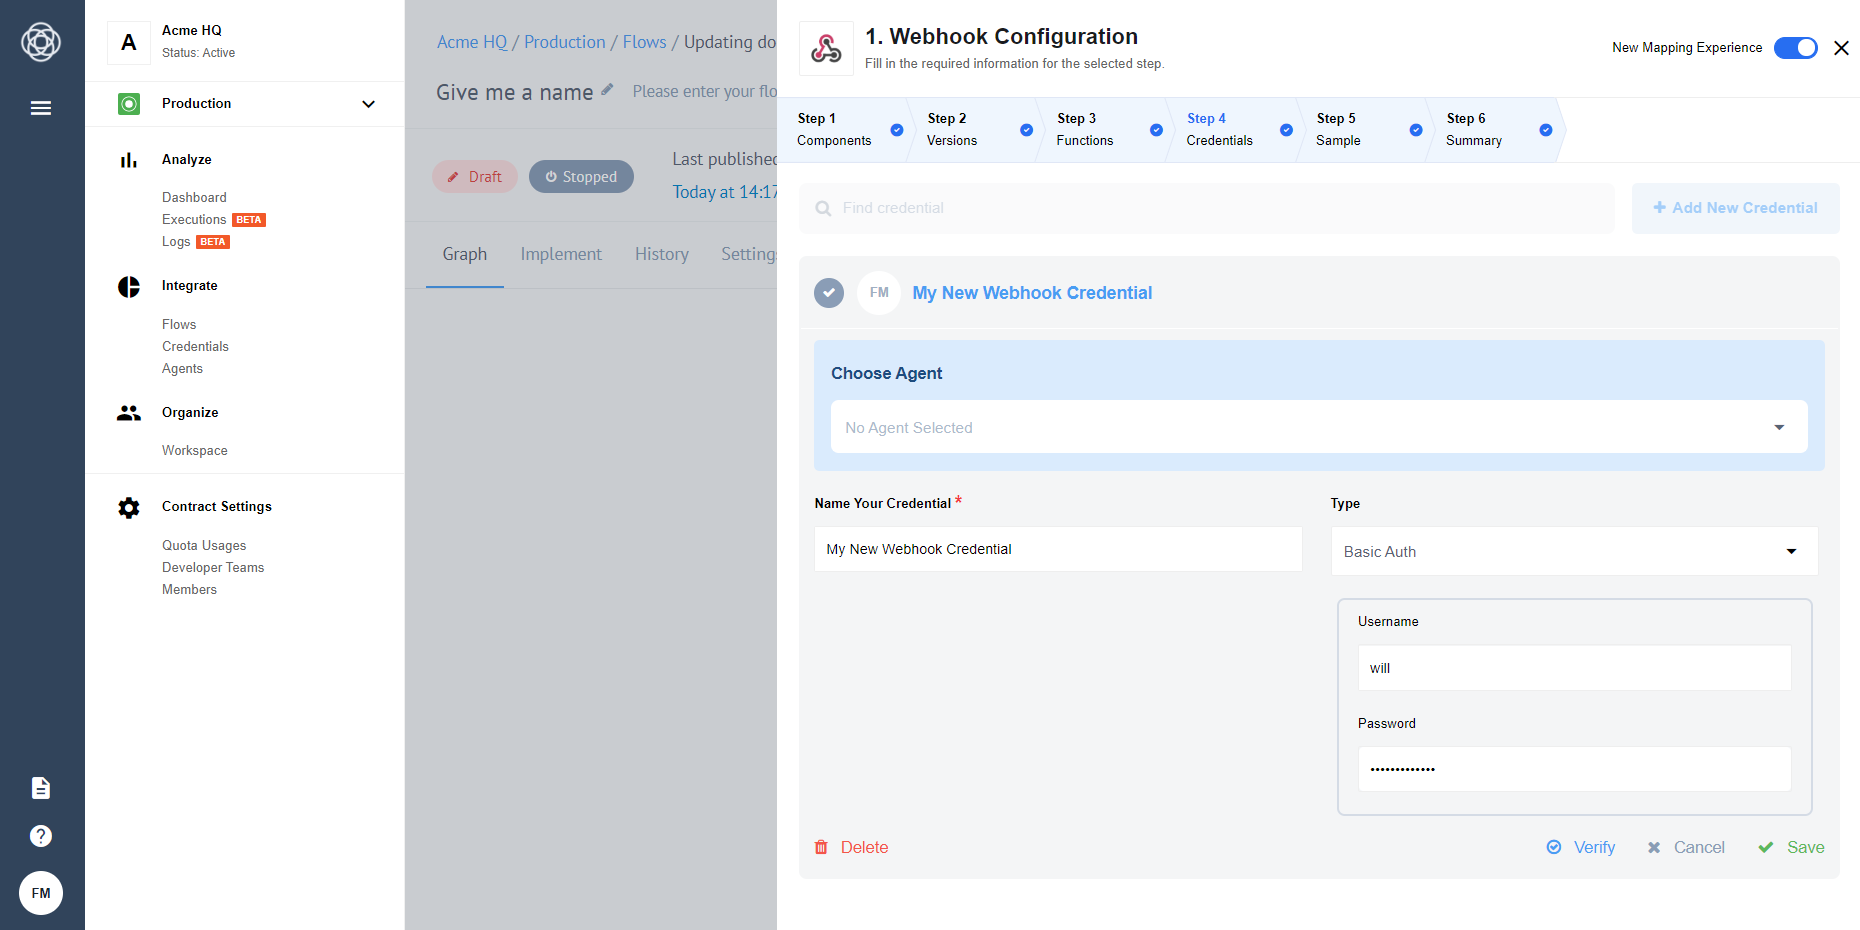 A
Acme HQ
Status: Active
Production
Analyze
Dashboard
Executions BETA
Logs BETA
Integrate
Flows
Credentials
Agents
Organize
Workspace
Contract Settings
Quota Usages
Developer Teams
Members
FM
Acme HQ / Production / Flows / Updating do
Give me a name Please enter your flo
Draft
Stopped
Last published
Today at 14:17
Graph Implement History Settings
1. Webhook Configuration
Fill in the required information for the selected step.
New Mapping Experience
Step 1
Components
Step 2
Versions
Step 3
Functions
Step 4
Credentials
Step 5
Sample
Step 6
Summary
Find credential
+ Add New Credential
FM My New Webhook Credential
Choose Agent
No Agent Selected
Name Your Credential *
My New Webhook Credential
Type
Basic Auth
Username
will
Password
•••••••••••••
Delete
Verify Cancel Save